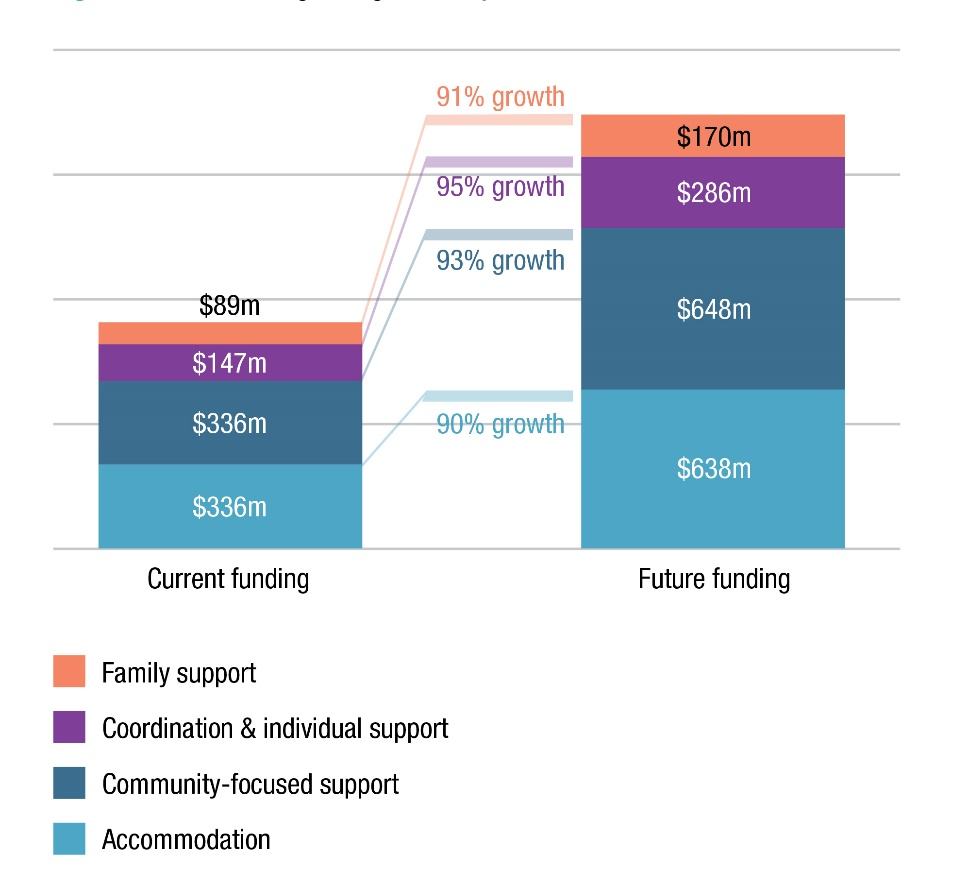 91% growth
$170m
95% growth
$286m
93% growth
$89m
$648m
$147m
$336m
90% growth
$638m
$336m
Current funding
Future funding
Family support
Coordination & individual support
Community-focused support
Accommodation